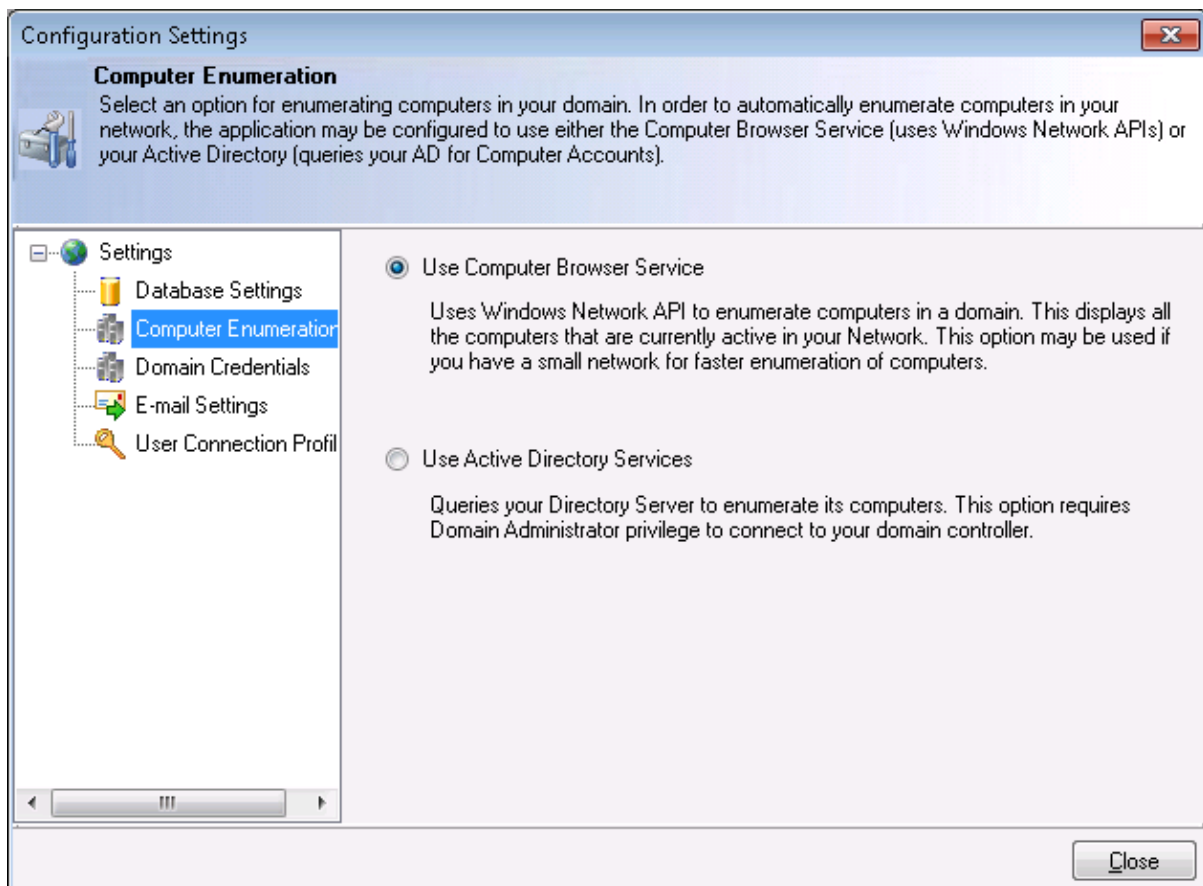 Configuration Settings
Computer Enumeration
Select an option for enumerating computers in your domain. In order to automatically enumerate computers in your
network, the application may be configured to use either the Computer Browser Service (uses Windows Network APIs) or
your Active Directory (queries your AD for Computer Accounts).
Settings
Database Settings
Computer Enumeration
Domain Credentials
E-mail Settings
User Connection Profil
Use Computer Browser Service
Uses Windows Network API to enumerate computers in a domain. This displays all
the computers that are currently active in your Network. This option may be used if
you have a small network for faster enumeration of computers.
Use Active Directory Services
Queries your Directory Server to enumerate its computers. This option requires
Domain Administrator privilege to connect to your domain controller.
Close